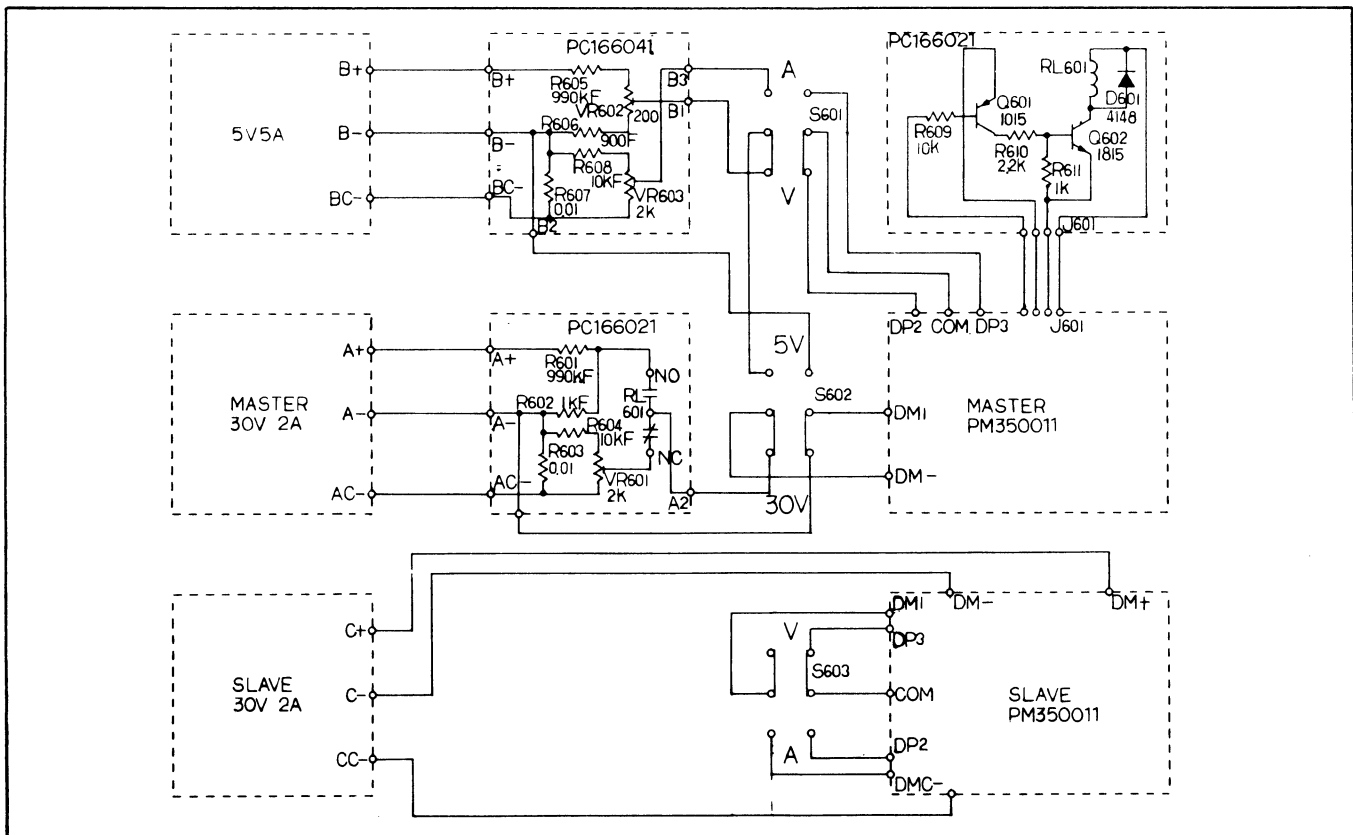 PC166041
PC166021
B+
B+
R605
990KF
VR602
200
B3
B1
A
S601
V
RL601
D601
4148
Q601
1015
Q602
1815
R609
10K
R610
2.2K
R611
1K
J601
5V5A
B-
B-
R606
900F
R608
10KF
R607
0.01
VR603
2K
BC-
BC-
B2
DP2 COM. DP3
J601
PC166021
5V
MASTER
30V 2A
A+
A+
R601
990KF
NO
RL
601
R602
1KF
A-
A-
R604
10KF
R603
0.01
NC
VR601
2K
AC-
AC-
A2
S602
30V
DM1
DM-
MASTER
PM350011
SLAVE
30V 2A
C+
C-
CC-
V
S603
A
DM1
DM-
DM+
DP3
COM
DP2
DMC-
SLAVE
PM350011